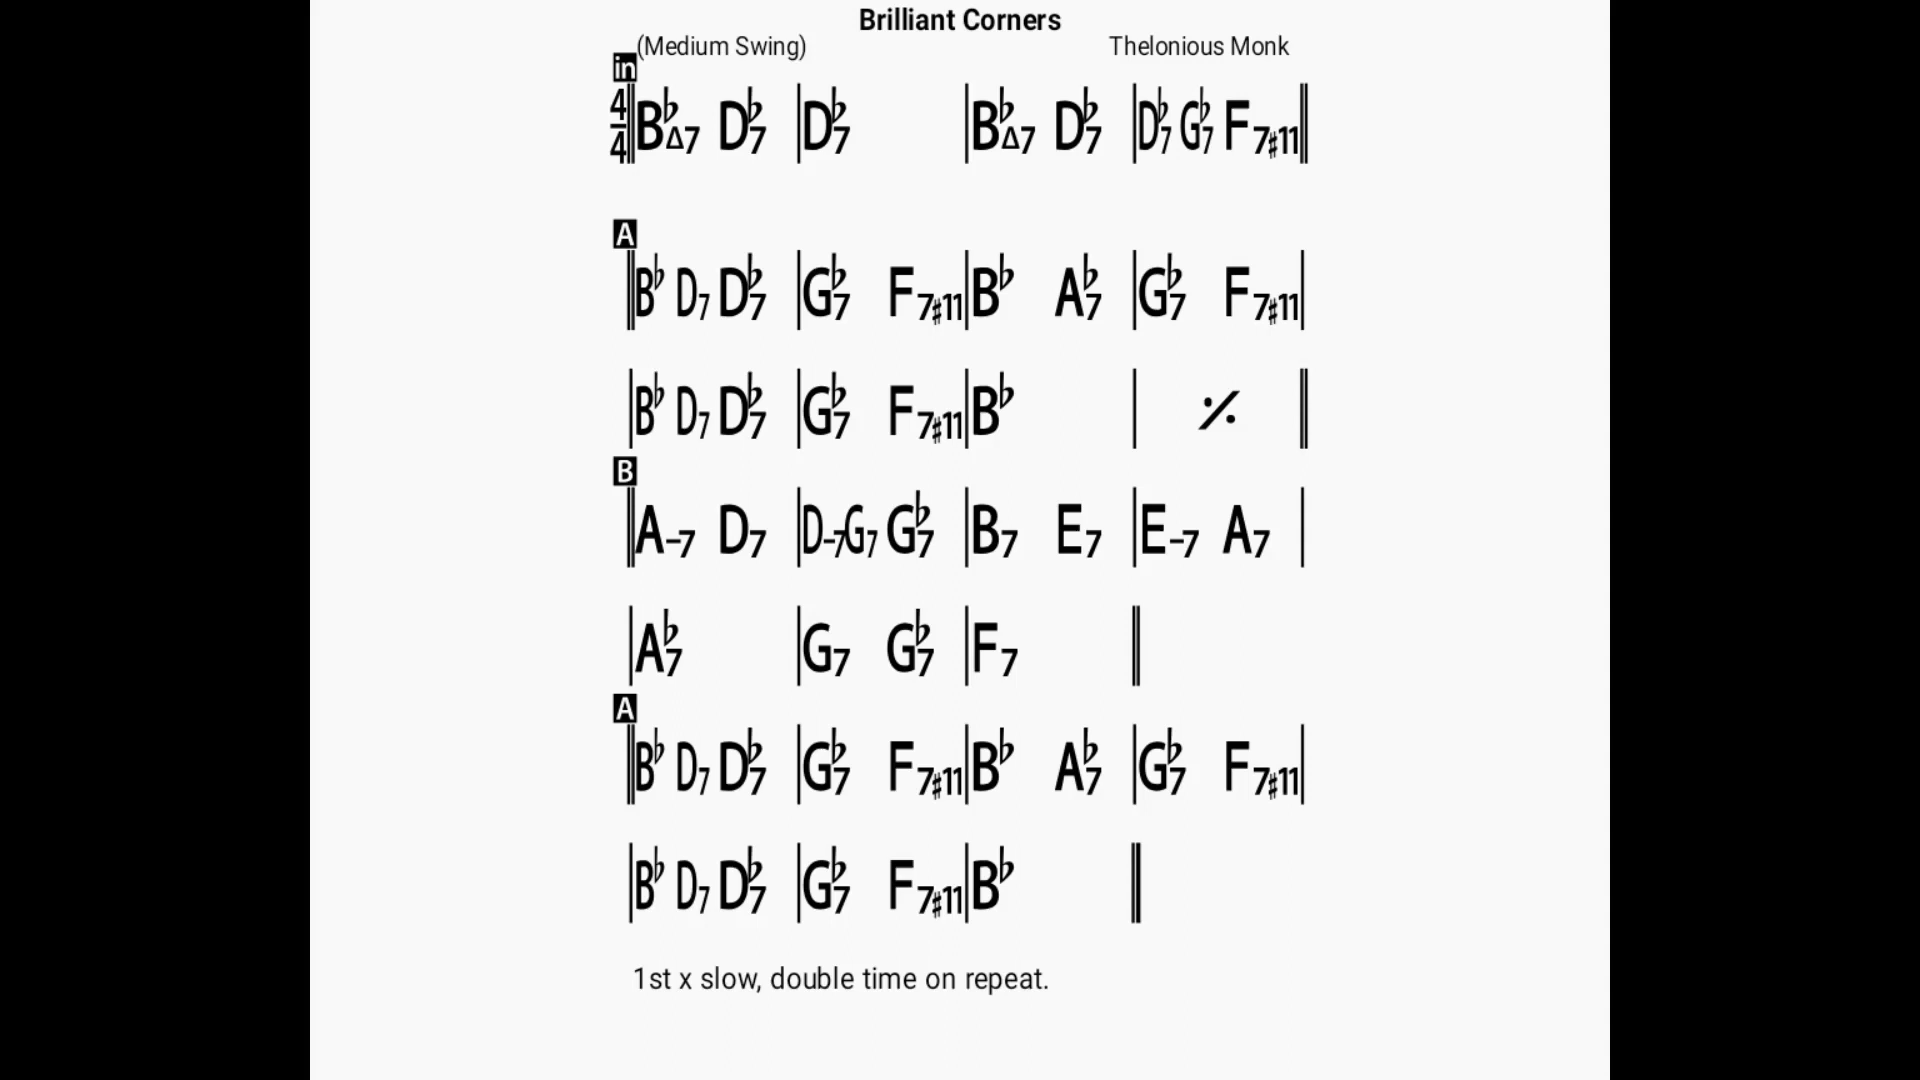 Brilliant Corners
(Medium Swing) Thelonious Monk
in
4/4 B♭Δ7 D♭7 | D♭7 | B♭Δ7 D♭7 | D♭7 G♭7 F7♯11
A
B♭ D7 D♭7 | G♭7 F7♯11 | B♭ A♭7 | G♭7 F7♯11 |
| B♭ D7 D♭7 | G♭7 F7♯11 | B♭ | 𝄎
B
A–7 D7 | D–7 G7 G♭7 | B7 E7 | E–7 A7 |
| A♭7 | G7 G♭7 | F7
A
B♭ D7 D♭7 | G♭7 F7♯11 | B♭ A♭7 | G♭7 F7♯11 |
| B♭ D7 D♭7 | G♭7 F7♯11 | B♭
1st x slow, double time on repeat.